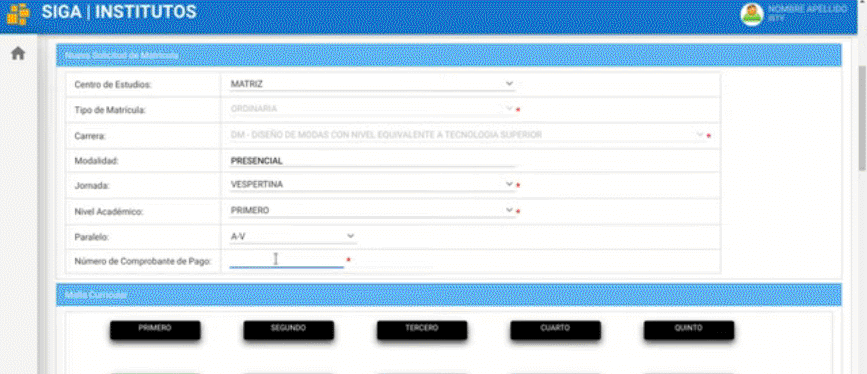 SIGA | INSTITUTOS
NOMBRE APELLIDO
ISTV
Nueva Solicitud de Matrícula
Centro de Estudios: MATRIZ
Tipo de Matrícula: ORDINARIA *
Carrera: DM - DISEÑO DE MODAS CON NIVEL EQUIVALENTE A TECNOLOGIA SUPERIOR *
Modalidad: PRESENCIAL
Jornada: VESPERTINA *
Nivel Académico: PRIMERO *
Paralelo: A-V
Número de Comprobante de Pago: *
Malla Curricular
PRIMERO SEGUNDO TERCERO CUARTO QUINTO